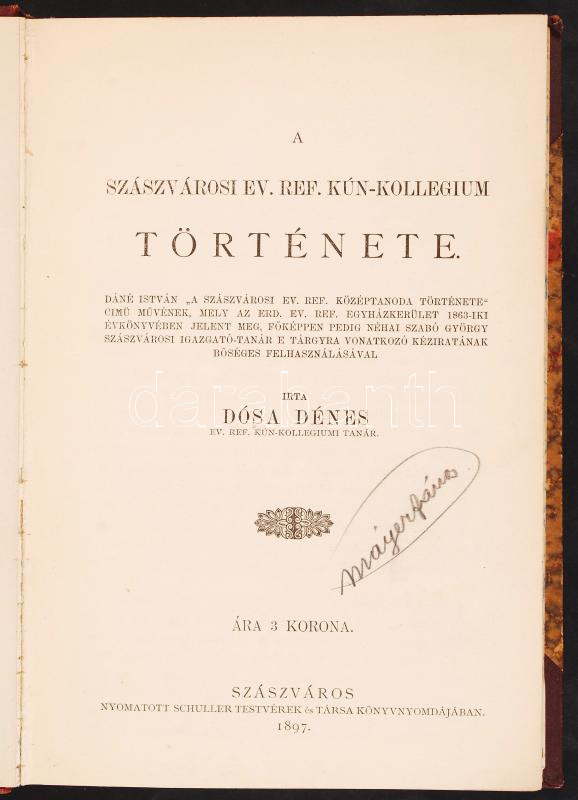 A
SZÁSZVÁROSI EV. REF. KÚN-KOLLEGIUM
TÖRTÉNETE.
DÁNÉ ISTVÁN „A SZÁSZVÁROSI EV. REF. KÖZÉPTANODA TÖRTÉNETE“
CIMŰ MŰVÉNEK, MELY AZ ERD. EV. REF. EGYHÁZKERÜLET 1863-IKI
ÉVKÖNYVÉBEN JELENT MEG, FŐKÉPPEN PEDIG NÉHAI SZABÓ GYÖRGY
SZÁSZVÁROSI IGAZGATÓ-TANÁR E TÁRGYRA VONATKOZÓ KÉZIRATÁNAK
BŐSÉGES FELHASZNÁLÁSÁVAL
IRTA
darabanth
DÓSA DÉNES
EV. REF. KÚN-KOLLEGIUMI TANÁR.
Máyer János
ÁRA 3 KORONA.
SZÁSZVÁROS
NYOMATOTT SCHULLER TESTVÉREK és TÁRSA KÖNYVNYOMDÁJÁBAN.
1897.